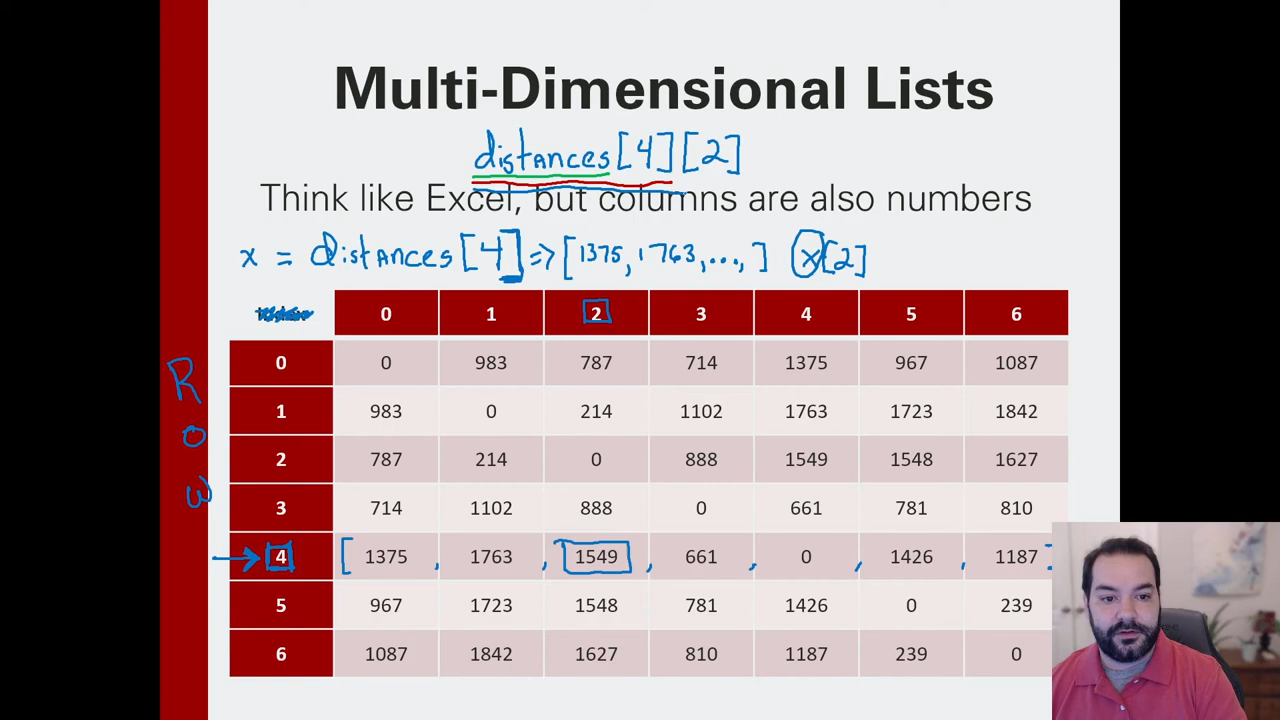 Multi-Dimensional Lists
distances[4][2]
Think like Excel, but columns are also numbers
x = distances[4] => [1375, 1763, ..., ] x[2]
0 1 2 3 4 5 6
0 0 983 787 714 1375 967 1087
1 983 0 214 1102 1763 1723 1842
2 787 214 0 888 1549 1548 1627
3 714 1102 888 0 661 781 810
4 [1375, 1763, 1549, 661, 0, 1426, 1187]
5 967 1723 1548 781 1426 0 239
6 1087 1842 1627 810 1187 239 0
Row